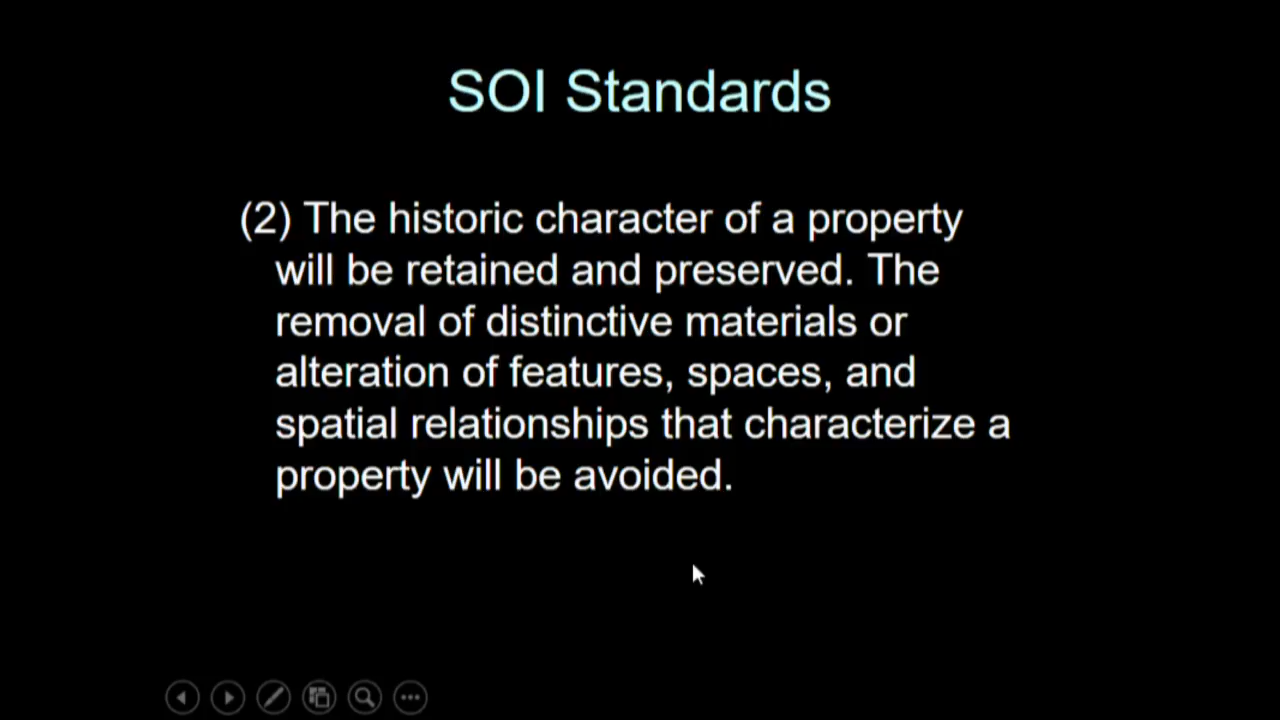 SOI Standards
(2) The historic character of a property
will be retained and preserved. The
removal of distinctive materials or
alteration of features, spaces, and
spatial relationships that characterize a
property will be avoided.